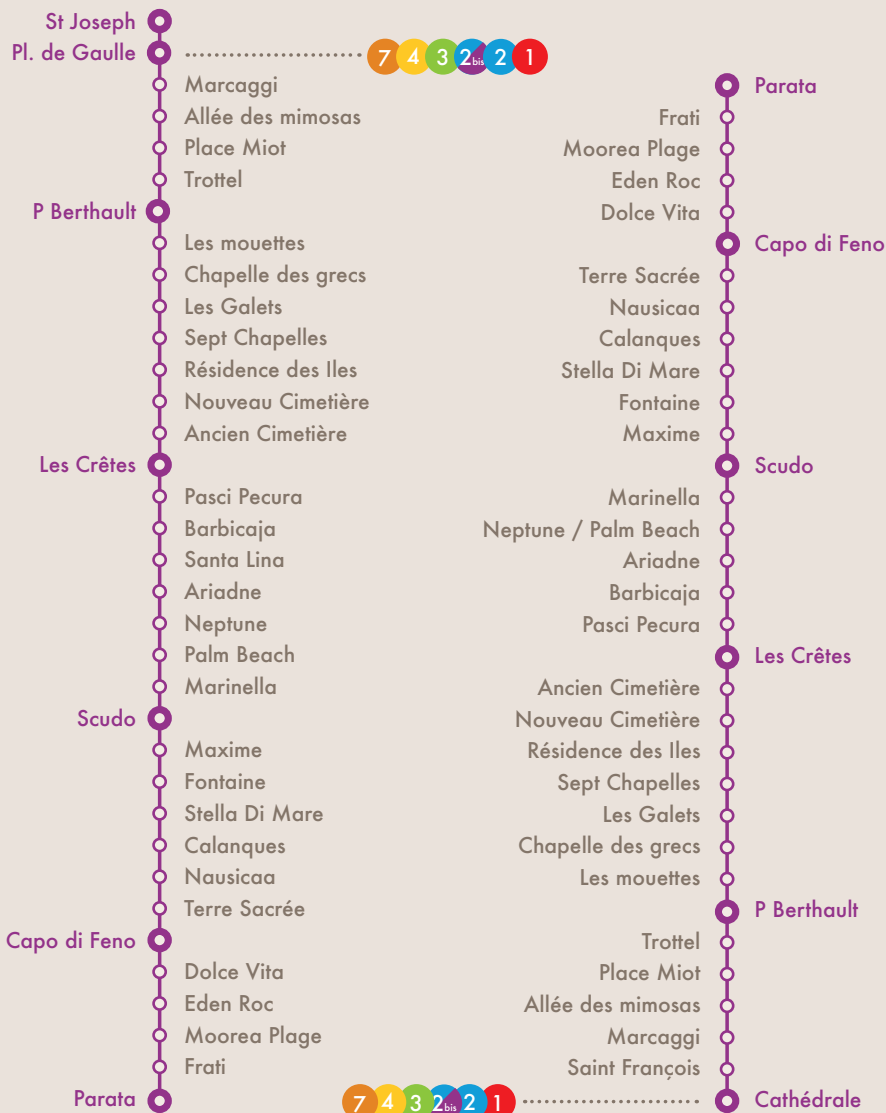 St Joseph
Pl. de Gaulle
7 4 3 2bis 2 1
Marcaggi
Allée des mimosas
Place Miot
Trottel
P Berthault
Les mouettes
Chapelle des grecs
Les Galets
Sept Chapelles
Résidence des Iles
Nouveau Cimetière
Ancien Cimetière
Les Crêtes
Pasci Pecura
Barbicaja
Santa Lina
Ariadne
Neptune
Palm Beach
Marinella
Scudo
Maxime
Fontaine
Stella Di Mare
Calanques
Nausicaa
Terre Sacrée
Capo di Feno
Dolce Vita
Eden Roc
Moorea Plage
Frati
Parata
Parata
Frati
Moorea Plage
Eden Roc
Dolce Vita
Capo di Feno
Terre Sacrée
Nausicaa
Calanques
Stella Di Mare
Fontaine
Maxime
Scudo
Marinella
Neptune / Palm Beach
Ariadne
Barbicaja
Pasci Pecura
Les Crêtes
Ancien Cimetière
Nouveau Cimetière
Résidence des Iles
Sept Chapelles
Les Galets
Chapelle des grecs
Les mouettes
P Berthault
Trottel
Place Miot
Allée des mimosas
Marcaggi
Saint François
7 4 3 2bis 2 1
Cathédrale